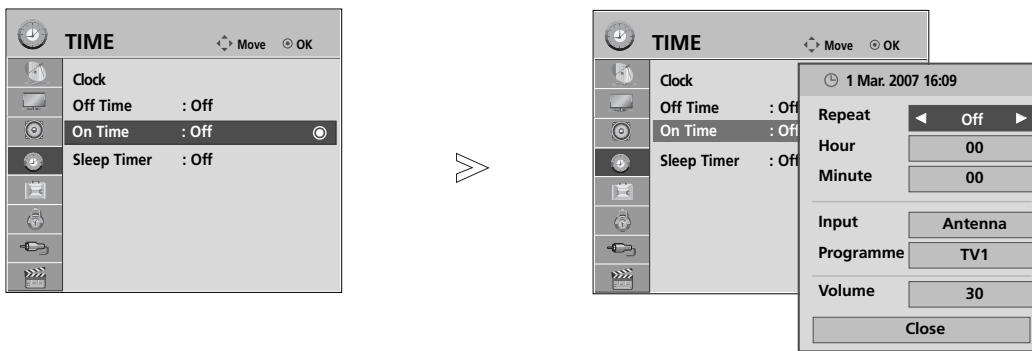 TIME Move OK
Clock
Off Time : Off
On Time : Off
Sleep Timer : Off
TIME Move OK
Clock
Off Time : Off
On Time : Off
Sleep Timer : Off
1 Mar. 2007 16:09
Repeat Off
Hour 00
Minute 00
Input Antenna
Programme TV1
Volume 30
Close